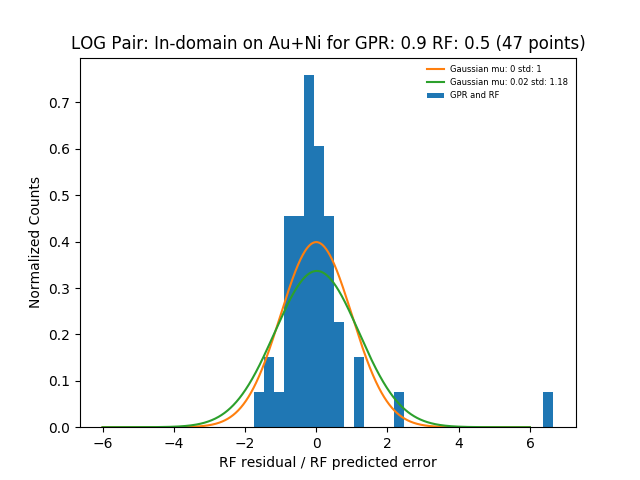 LOG Pair: In-domain on Au+Ni for GPR: 0.9 RF: 0.5 (47 points)
Gaussian mu: 0 std: 1
Gaussian mu: 0.02 std: 1.18
GPR and RF
Normalized Counts
0.7
0.6
0.5
0.4
0.3
0.2
0.1
0.0
−6 −4 −2 0 2 4 6
RF residual / RF predicted error